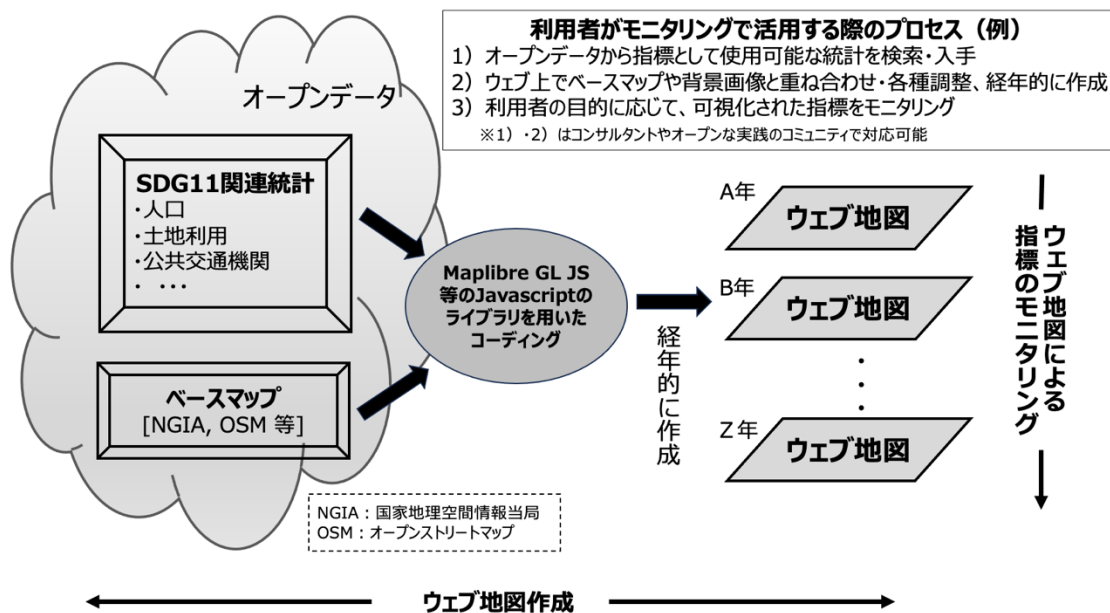 利用者がモニタリングで活用する際のプロセス（例）
1）オープンデータから指標として使用可能な統計を検索・入手
2）ウェブ上でベースマップや背景画像と重ね合わせ・各種調整、経年的に作成
3）利用者の目的に応じて、可視化された指標をモニタリング
※1）・2）はコンサルタントやオープンな実践のコミュニティで対応可能
オープンデータ
SDG11関連統計
・人口
・土地利用
・公共交通機関
・ …
ベースマップ
[NGIA, OSM 等]
Maplibre GL JS
等のJavascriptの
ライブラリを用いた
コーディング
経年的に作成
A年
ウェブ地図
B年
ウェブ地図
・
・
・
Z年
ウェブ地図
ウェブ地図による
指標のモニタリング
NGIA：国家地理空間情報当局
OSM：オープンストリートマップ
ウェブ地図作成